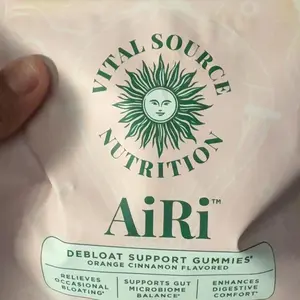 VITAL SOURCE
NUTRITION
AiRi™
DEBLOAT SUPPORT GUMMIES*
ORANGE CINNAMON FLAVORED
RELIEVES
OCCASIONAL
BLOATING*
SUPPORTS GUT
MICROBIOME
BALANCE*
ENHANCES
DIGESTIVE
COMFORT*